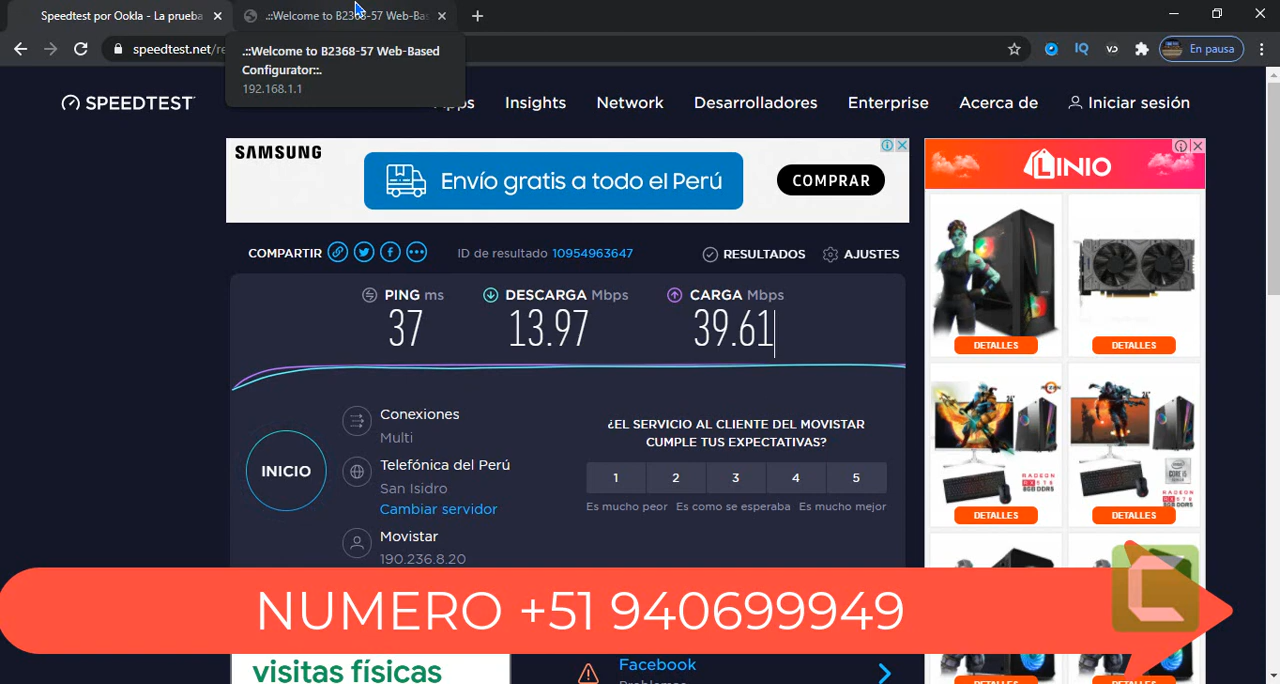 Speedtest por Ookla - La prueba
.::Welcome to B2368-57 Web-Bas
En pausa
speedtest.net/re
.::Welcome to B2368-57 Web-Based
Configurator::.
192.168.1.1
IQ
SPEEDTEST
Apps
Insights
Network
Desarrolladores
Enterprise
Acerca de
Iniciar sesión
SAMSUNG
Envío gratis a todo el Perú
COMPRAR
LINIO
COMPARTIR
ID de resultado 10954963647
RESULTADOS
AJUSTES
PING ms
37
DESCARGA Mbps
13.97
CARGA Mbps
39.61
DETALLES
DETALLES
Conexiones
Multi
INICIO
Telefónica del Perú
San Isidro
Cambiar servidor
Movistar
190.236.8.20
¿EL SERVICIO AL CLIENTE DEL MOVISTAR
CUMPLE TUS EXPECTATIVAS?
1 2 3 4 5
Es mucho peor Es como se esperaba Es mucho mejor
DETALLES
DETALLES
NUMERO +51 940699949
visitas físicas
Facebook